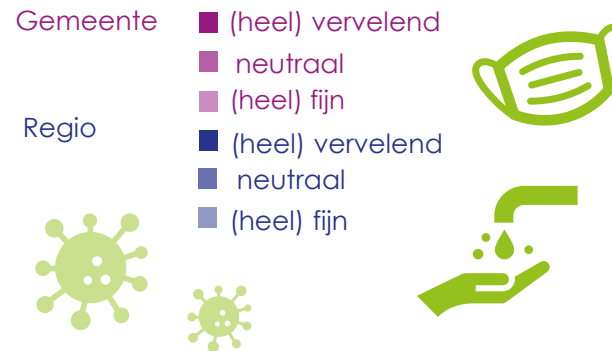 Gemeente (heel) vervelend
neutraal
(heel) fijn
Regio (heel) vervelend
neutraal
(heel) fijn